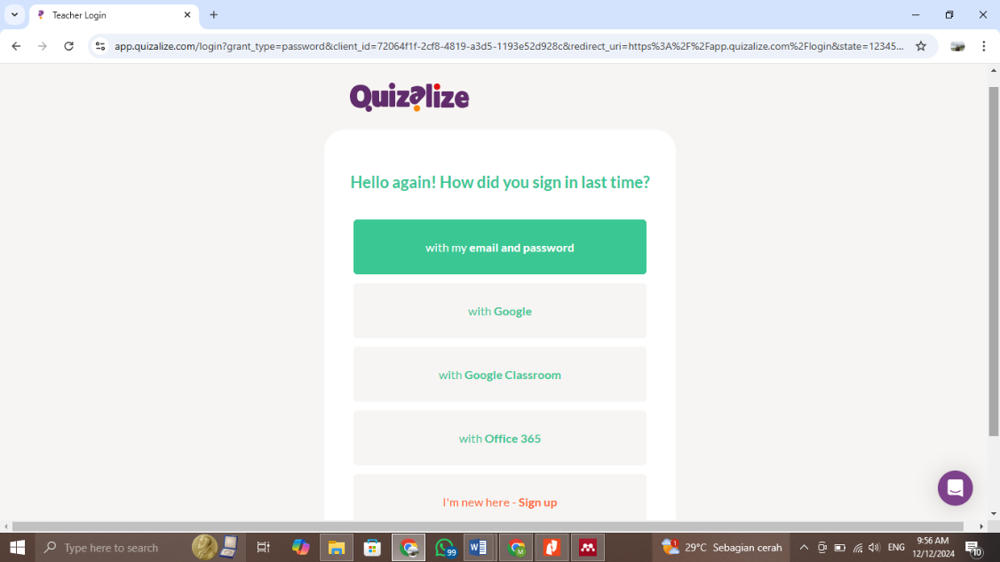 Teacher Login
app.quizalize.com/login?grant_type=password&client_id=72064f1f-2cf8-4819-a3d5-1193e52d928c&redirect_uri=https%3A%2F%2Fapp.quizalize.com%2Flogin&state=12345...
Quizalize
Hello again! How did you sign in last time?
with my email and password
with Google
with Google Classroom
with Office 365
I'm new here - Sign up
Type here to search
99
M
1
29°C Sebagian cerah
ENG
9:56 AM
12/12/2024
10